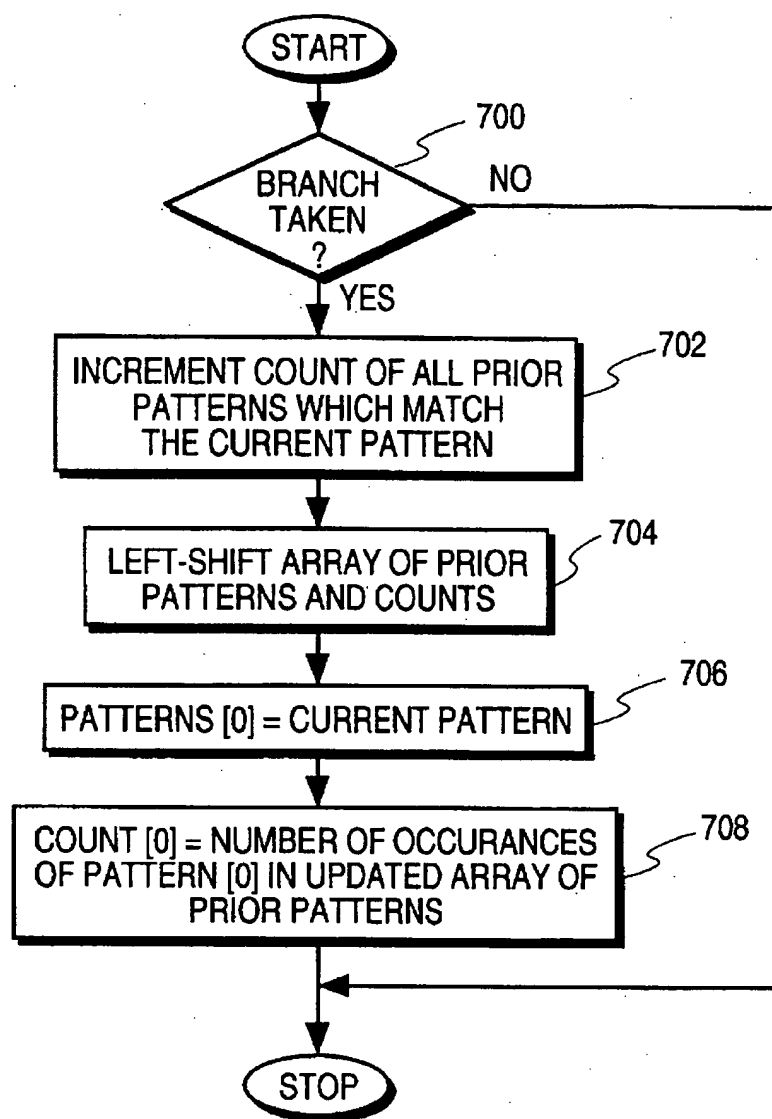 START
700
BRANCH
TAKEN
?
NO
YES
702
INCREMENT COUNT OF ALL PRIOR
PATTERNS WHICH MATCH
THE CURRENT PATTERN
704
LEFT-SHIFT ARRAY OF PRIOR
PATTERNS AND COUNTS
706
PATTERNS [0] = CURRENT PATTERN
708
COUNT [0] = NUMBER OF OCCURANCES
OF PATTERN [0] IN UPDATED ARRAY OF
PRIOR PATTERNS
STOP